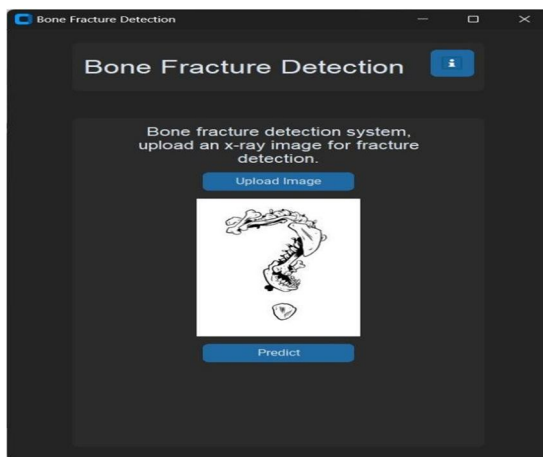 Bone Fracture Detection
Bone Fracture Detection
i
Bone fracture detection system,
upload an x-ray image for fracture
detection.
Upload Image
Predict